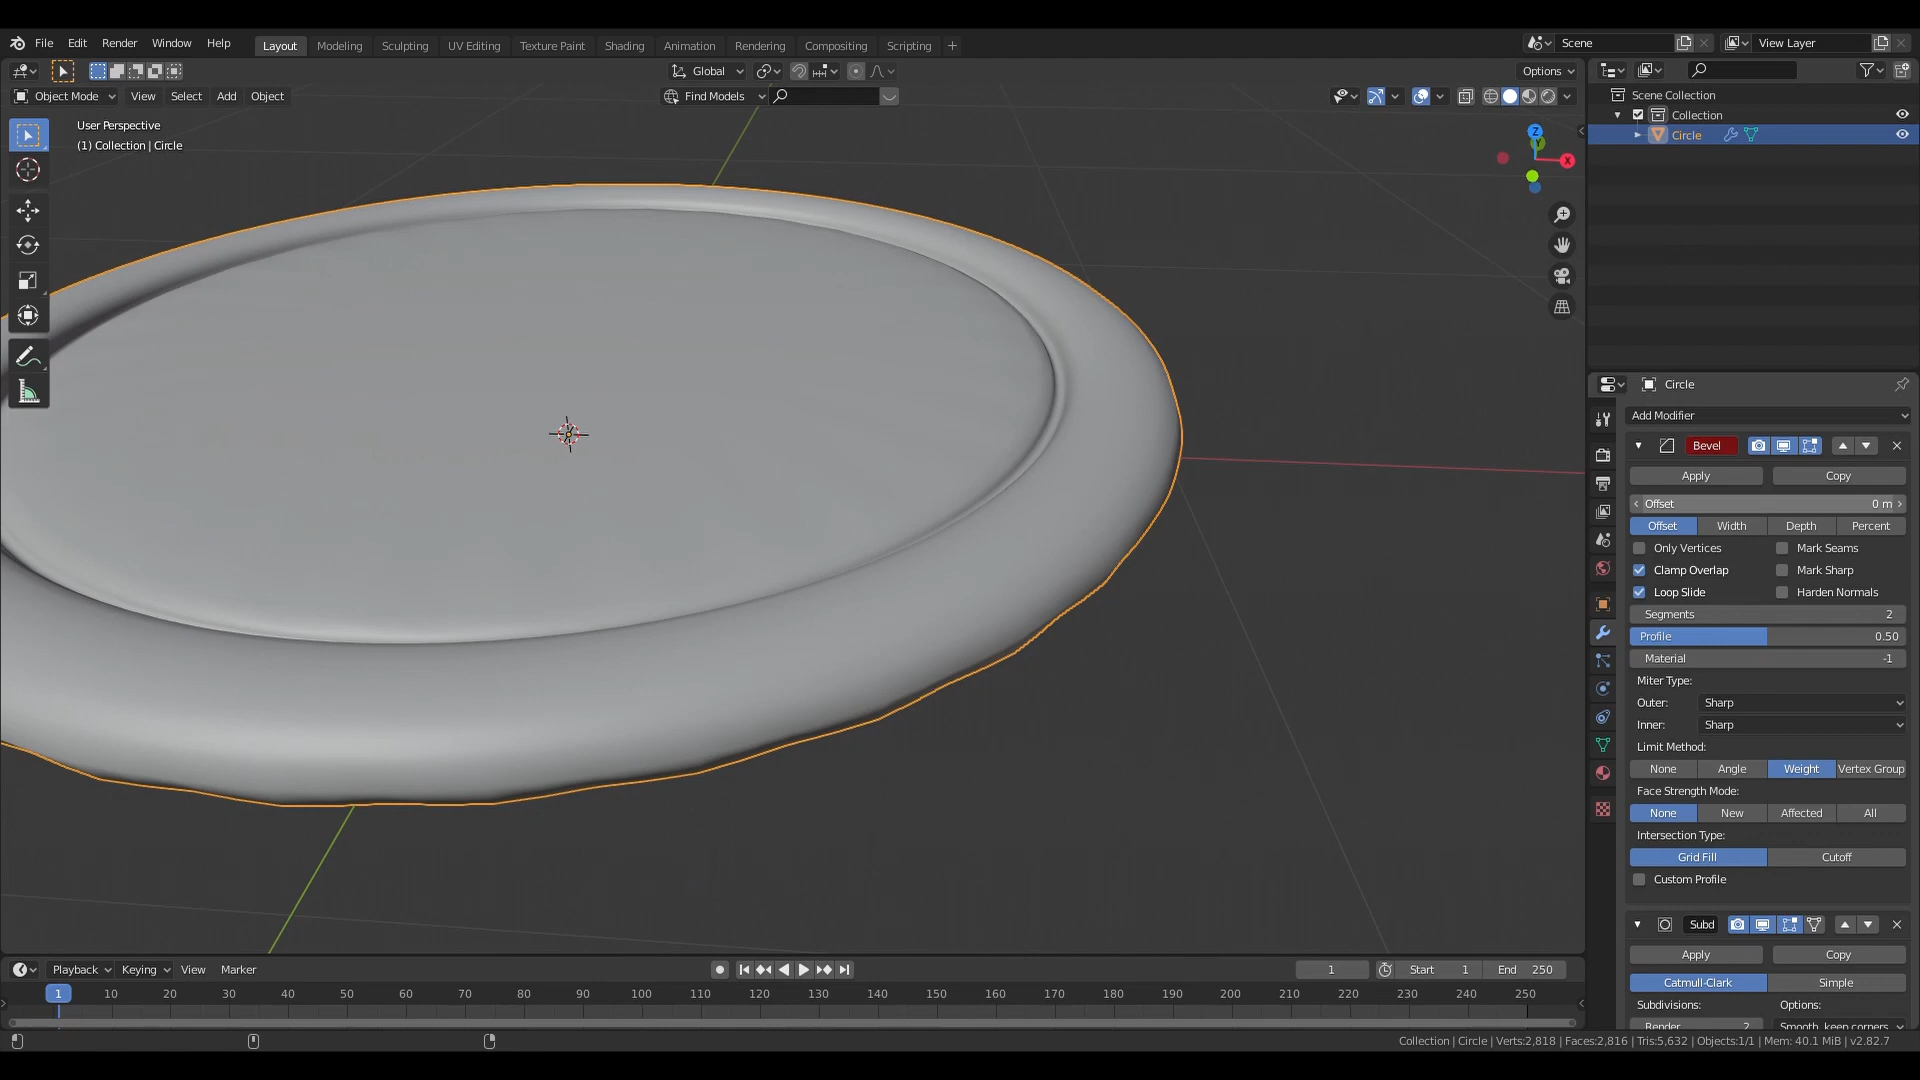 File Edit Render Window Help Layout Modeling Sculpting UV Editing Texture Paint Shading Animation Rendering Compositing Scripting + Scene View Layer
Global Options
Object Mode View Select Add Object Find Models
User Perspective
(1) Collection | Circle
Z
Y
X
Scene Collection
Collection
Circle
Circle
Add Modifier
Bevel
Apply Copy
Offset 0 m
Offset Width Depth Percent
Only Vertices Mark Seams
Clamp Overlap Mark Sharp
Loop Slide Harden Normals
Segments 2
Profile 0.50
Material -1
Miter Type:
Outer: Sharp
Inner: Sharp
Limit Method:
None Angle Weight Vertex Group
Face Strength Mode:
None New Affected All
Intersection Type:
Grid Fill Cutoff
Custom Profile
Subd
Apply Copy
Catmull-Clark Simple
Subdivisions: Options:
Render 2 Smooth, keep corners
Playback Keying View Marker 1 Start 1 End 250
1 10 20 30 40 50 60 70 80 90 100 110 120 130 140 150 160 170 180 190 200 210 220 230 240 250
Collection | Circle | Verts:2,818 | Faces:2,816 | Tris:5,632 | Objects:1/1 | Mem: 40.1 MiB | v2.82.7